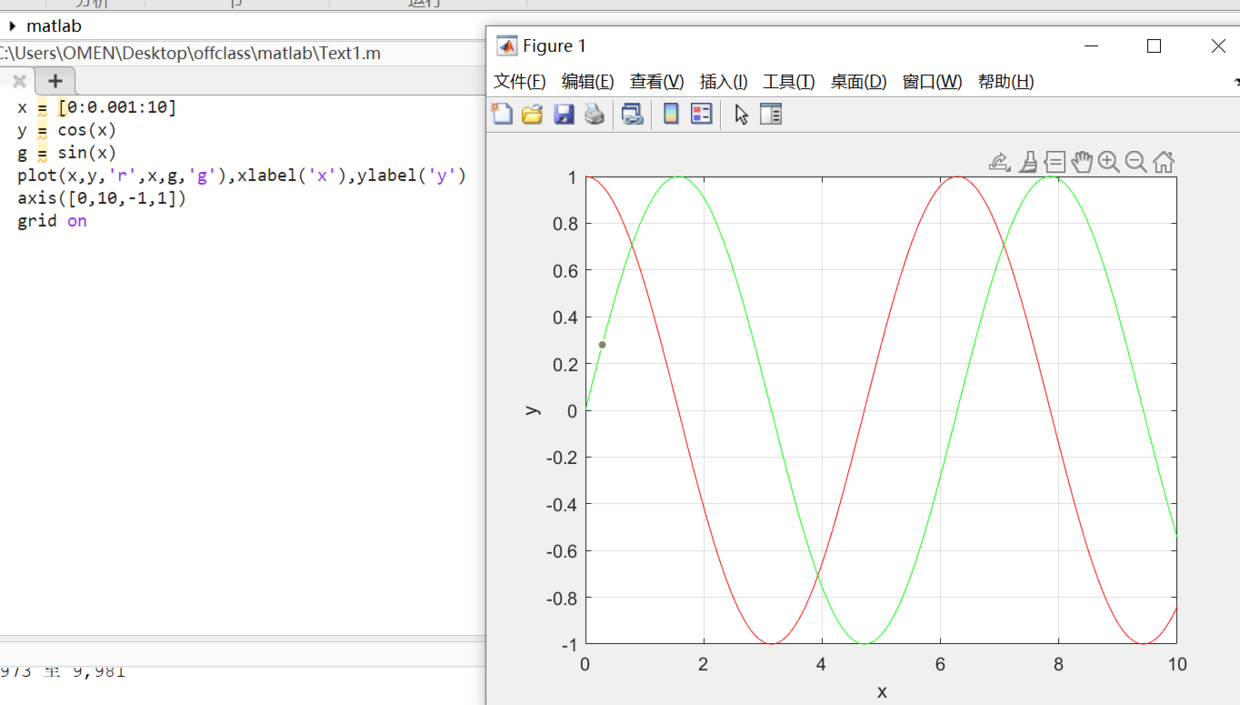 matlab
C:\Users\OMEN\Desktop\offclass\matlab\Text1.m
x = [0:0.001:10]
y = cos(x)
g = sin(x)
plot(x,y,'r',x,g,'g'),xlabel('x'),ylabel('y')
axis([0,10,-1,1])
grid on
973 至 9,981
Figure 1
文件(F) 编辑(E) 查看(V) 插入(I) 工具(T) 桌面(D) 窗口(W) 帮助(H)
1
0.8
0.6
0.4
0.2
0
-0.2
-0.4
-0.6
-0.8
-1
y
0 2 4 6 8 10
x